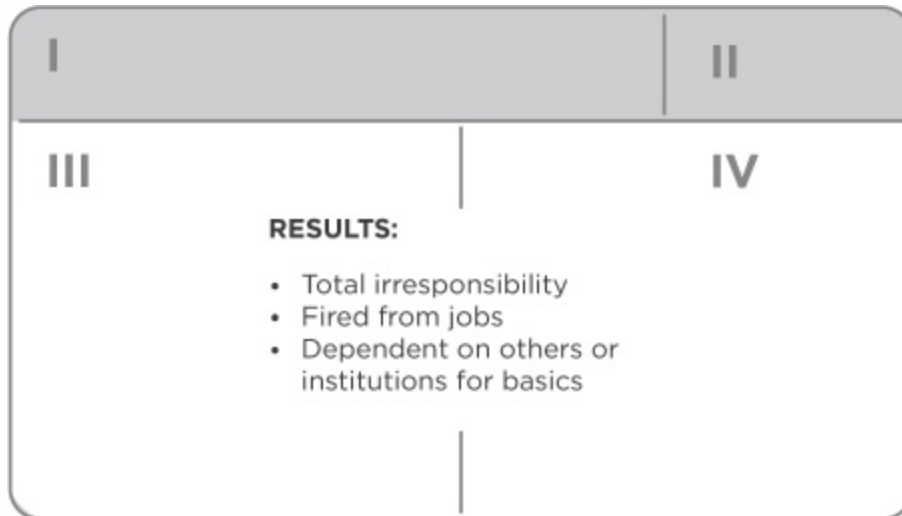 I
II
III
IV
RESULTS:
• Total irresponsibility
• Fired from jobs
• Dependent on others or
institutions for basics